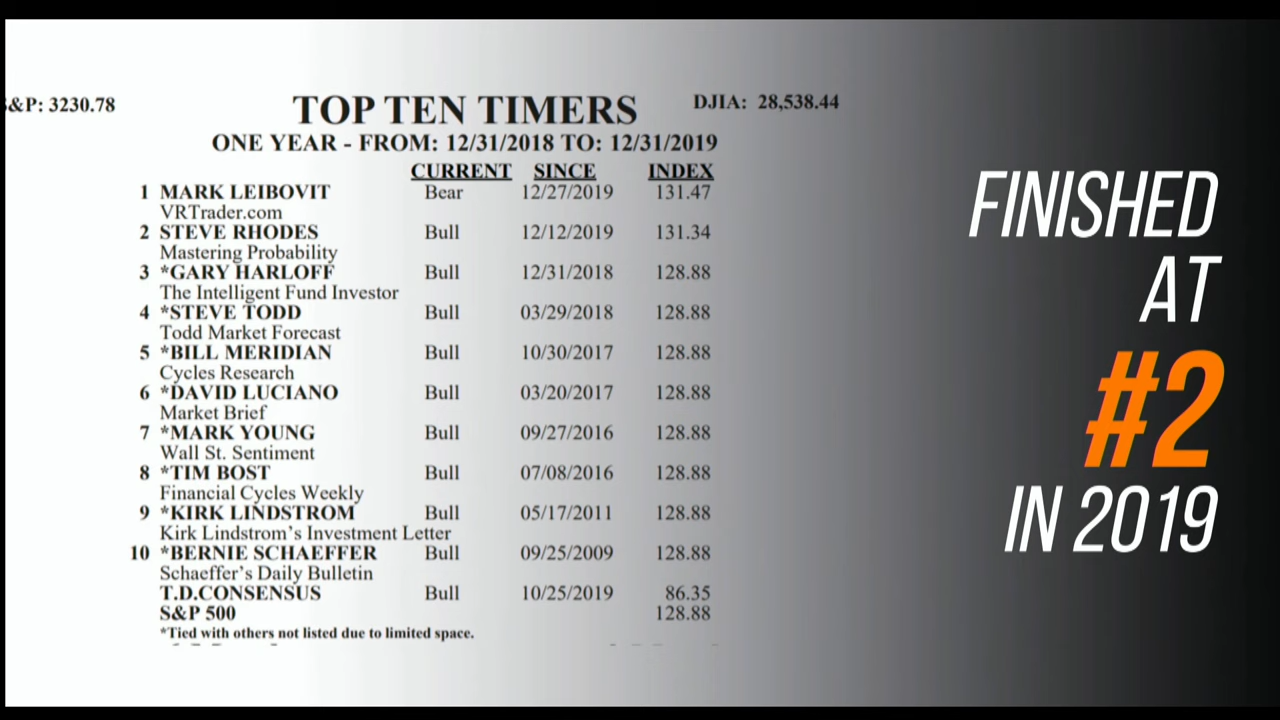 &P: 3230.78
TOP TEN TIMERS
DJIA: 28,538.44
ONE YEAR - FROM: 12/31/2018 TO: 12/31/2019
CURRENT SINCE INDEX
1 MARK LEIBOVIT Bear 12/27/2019 131.47
VRTrader.com
2 STEVE RHODES Bull 12/12/2019 131.34
Mastering Probability
3 *GARY HARLOFF Bull 12/31/2018 128.88
The Intelligent Fund Investor
4 *STEVE TODD Bull 03/29/2018 128.88
Todd Market Forecast
5 *BILL MERIDIAN Bull 10/30/2017 128.88
Cycles Research
6 *DAVID LUCIANO Bull 03/20/2017 128.88
Market Brief
7 *MARK YOUNG Bull 09/27/2016 128.88
Wall St. Sentiment
8 *TIM BOST Bull 07/08/2016 128.88
Financial Cycles Weekly
9 *KIRK LINDSTROM Bull 05/17/2011 128.88
Kirk Lindstrom's Investment Letter
10 *BERNIE SCHAEFFER Bull 09/25/2009 128.88
Schaeffer's Daily Bulletin
T.D.CONSENSUS Bull 10/25/2019 86.35
S&P 500 128.88
*Tied with others not listed due to limited space.
FINISHED
AT
#2
IN 2019